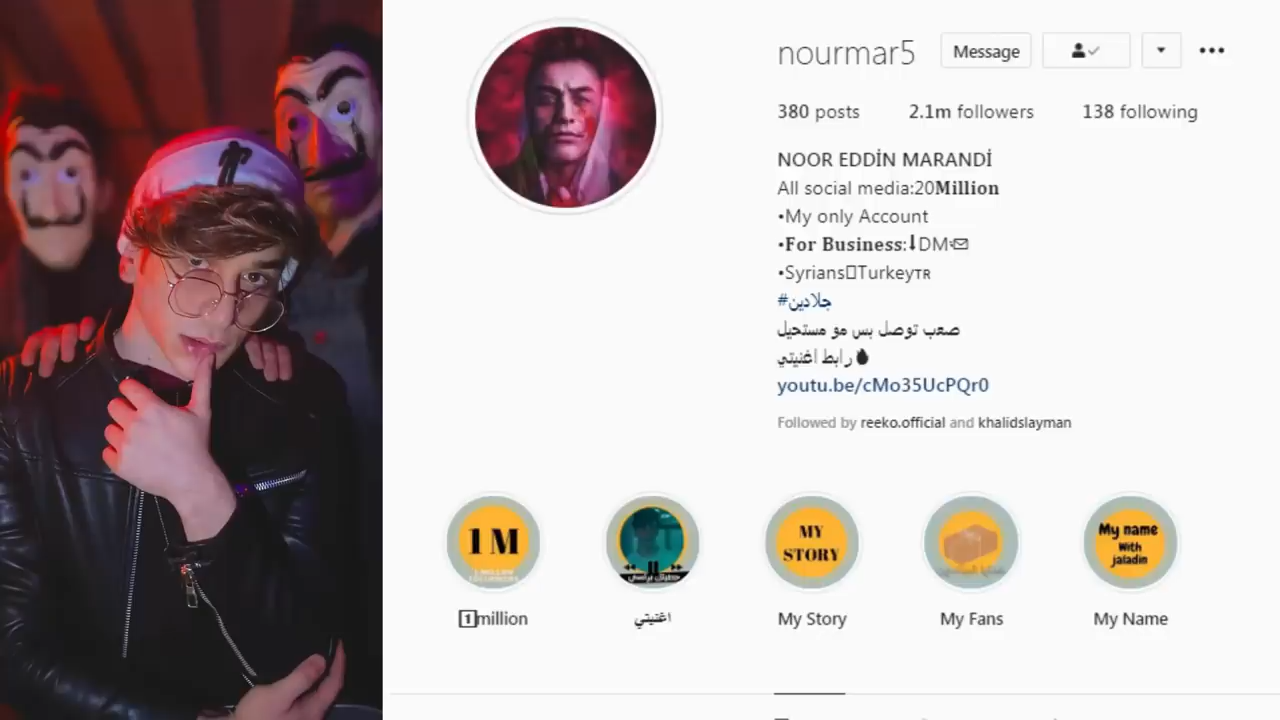 nourmar5
Message
380 posts 2.1m followers 138 following
NOOR EDDİN MARANDİ
All social media:20Million
•My only Account
•For Business:⬇DM✉
•Syrians▯TurkeyTR
#جلادين
صعب توصل بس مو مستحيل
رابط اغنيتي
youtu.be/cMo35UcPQr0
Followed by reeko.official and khalidslayman
1 M
MY
STORY
My name
With
jaladin
1million
اغنيتي
My Story
My Fans
My Name